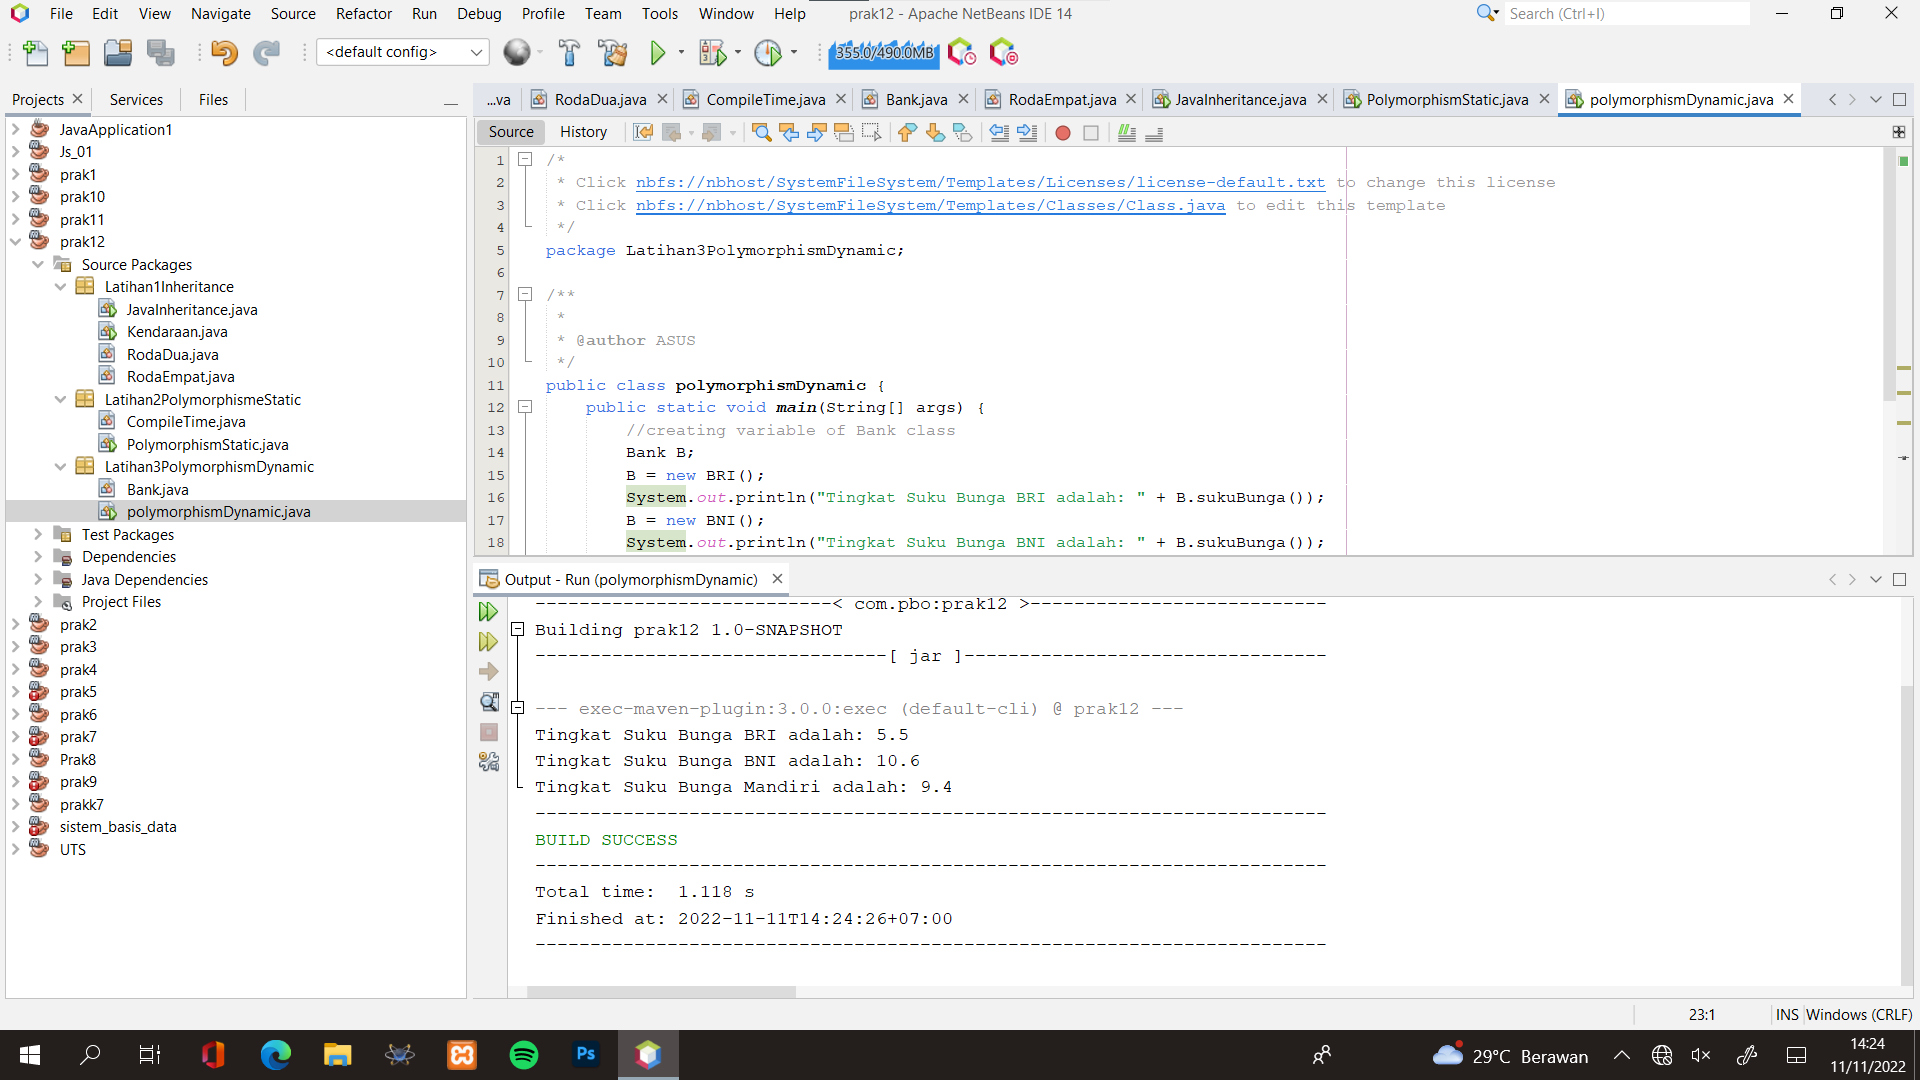 File Edit View Navigate Source Refactor Run Debug Profile Team Tools Window Help prak12 - Apache NetBeans IDE 14 Search (Ctrl+I)
<default config> 355.0/490.0MB
Projects Services Files
...va RodaDua.java CompileTime.java Bank.java RodaEmpat.java JavaInheritance.java PolymorphismStatic.java polymorphismDynamic.java
Source History
JavaApplication1
Js_01
prak1
prak10
prak11
prak12
Source Packages
Latihan1Inheritance
JavaInheritance.java
Kendaraan.java
RodaDua.java
RodaEmpat.java
Latihan2PolymorphismeStatic
CompileTime.java
PolymorphismStatic.java
Latihan3PolymorphismDynamic
Bank.java
polymorphismDynamic.java
Test Packages
Dependencies
Java Dependencies
Project Files
prak2
prak3
prak4
prak5
prak6
prak7
Prak8
prak9
prakk7
sistem_basis_data
UTS
1 /*
2 * Click nbfs://nbhost/SystemFileSystem/Templates/Licenses/license-default.txt to change this license
3 * Click nbfs://nbhost/SystemFileSystem/Templates/Classes/Class.java to edit this template
4 */
5 package Latihan3PolymorphismDynamic;
6
7 /**
8 *
9 * @author ASUS
10 */
11 public class polymorphismDynamic {
12 public static void main(String[] args) {
13 //creating variable of Bank class
14 Bank B;
15 B = new BRI();
16 System.out.println("Tingkat Suku Bunga BRI adalah: " + B.sukuBunga());
17 B = new BNI();
18 System.out.println("Tingkat Suku Bunga BNI adalah: " + B.sukuBunga());
Output - Run (polymorphismDynamic)
---------------------------< com.pbo:prak12 >---------------------------
Building prak12 1.0-SNAPSHOT
--------------------------------[ jar ]---------------------------------
--- exec-maven-plugin:3.0.0:exec (default-cli) @ prak12 ---
Tingkat Suku Bunga BRI adalah: 5.5
Tingkat Suku Bunga BNI adalah: 10.6
Tingkat Suku Bunga Mandiri adalah: 9.4
------------------------------------------------------------------------
BUILD SUCCESS
------------------------------------------------------------------------
Total time:  1.118 s
Finished at: 2022-11-11T14:24:26+07:00
------------------------------------------------------------------------
23:1 INS Windows (CRLF)
Ps
29°C Berawan
14:24
11/11/2022